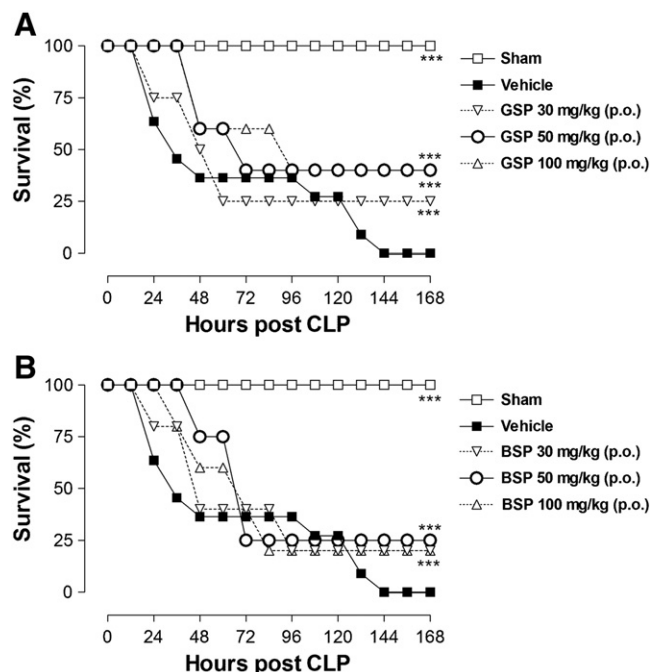 A
100
75
50
25
0
Survival (%)
***
***
***
***
0 24 48 72 96 120 144 168
Hours post CLP
Sham
Vehicle
GSP 30 mg/kg (p.o.)
GSP 50 mg/kg (p.o.)
GSP 100 mg/kg (p.o.)
B
100
75
50
25
0
Survival (%)
***
***
***
0 24 48 72 96 120 144 168
Hours post CLP
Sham
Vehicle
BSP 30 mg/kg (p.o.)
BSP 50 mg/kg (p.o.)
BSP 100 mg/kg (p.o.)